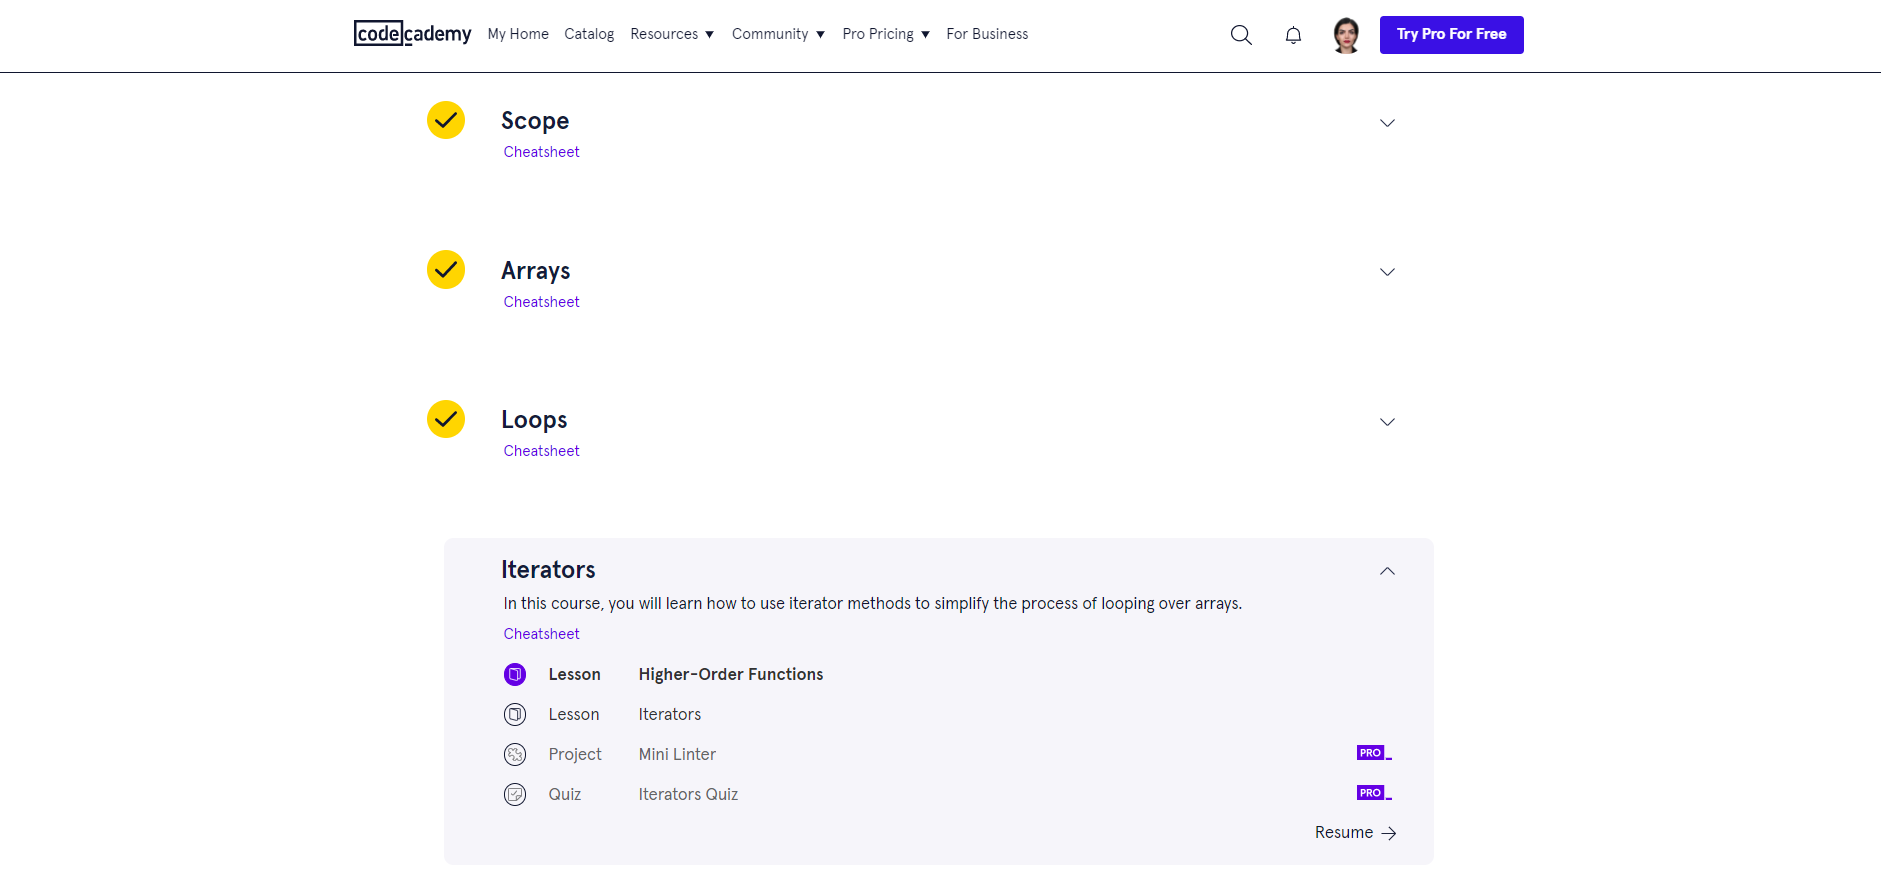 codecademy My Home Catalog Resources ▼ Community ▼ Pro Pricing ▼ For Business Try Pro For Free
Scope
Cheatsheet
Arrays
Cheatsheet
Loops
Cheatsheet
Iterators
In this course, you will learn how to use iterator methods to simplify the process of looping over arrays.
Cheatsheet
Lesson Higher-Order Functions
Lesson Iterators
Project Mini Linter PRO
Quiz Iterators Quiz PRO
Resume →